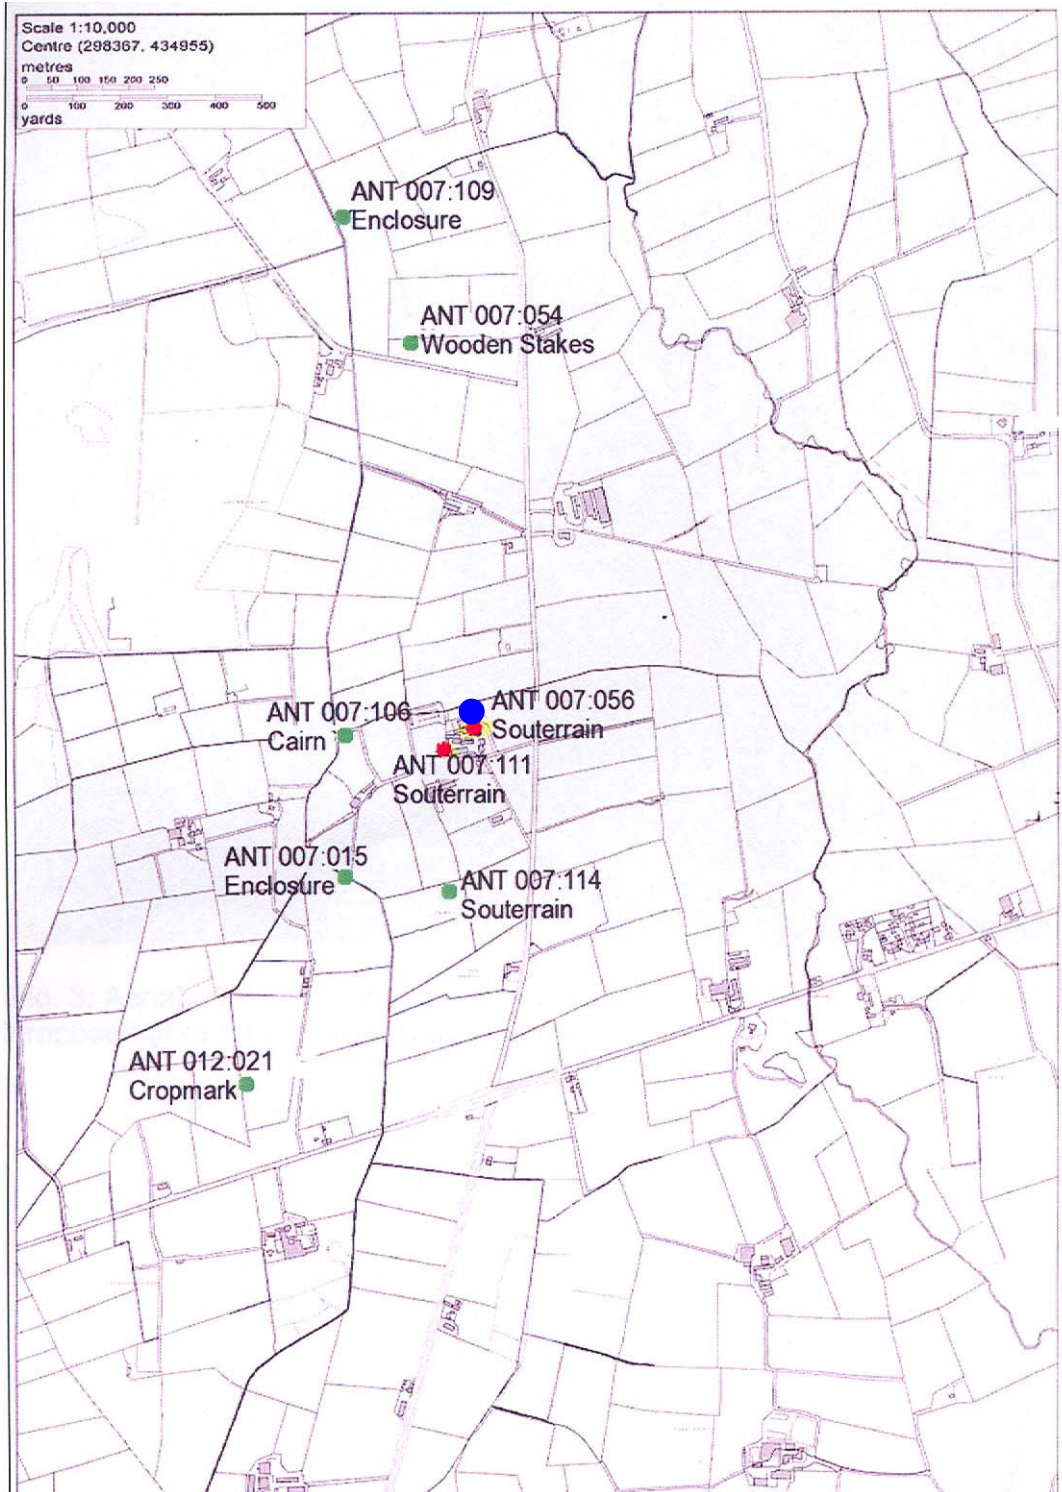 Scale 1:10,000
Centre (298367, 434955)
metres
0 50 100 150 200 250
0 100 200 300 400 500
yards
ANT 007:109
Enclosure
ANT 007:054
Wooden Stakes
ANT 007:056
Souterrain
ANT 007:106
Cairn
ANT 007:111
Souterrain
ANT 007:015
Enclosure
ANT 007:114
Souterrain
ANT 012:021
Cropmark